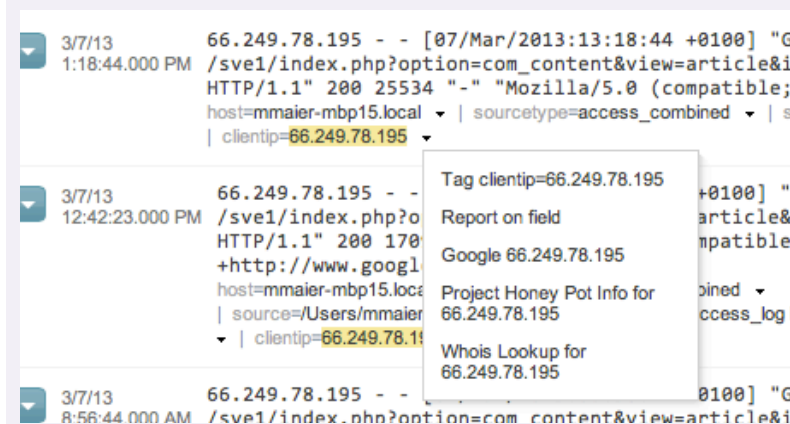 3/7/13
1:18:44.000 PM
66.249.78.195 - - [07/Mar/2013:13:18:44 +0100] "G
/sve1/index.php?option=com_content&view=article&i
HTTP/1.1" 200 25534 "-" "Mozilla/5.0 (compatible;
host=mmaier-mbp15.local | sourcetype=access_combined | s
| clientip=66.249.78.195
Tag clientip=66.249.78.195
Report on field
Google 66.249.78.195
Project Honey Pot Info for
66.249.78.195
Whois Lookup for
66.249.78.195
3/7/13
12:42:23.000 PM
66.249.78.195 - - +0100] "
/sve1/index.php?o article&
HTTP/1.1" 200 170 mpatible
+http://www.googl
host=mmaier-mbp15.loca bined
| source=/Users/mmaier ccess_log
| clientip=66.249.78.19
3/7/13
8:56:44.000 AM
66.249.78.195 - - 0100] "G
/sve1/index.php?option=com_content&view=article&i